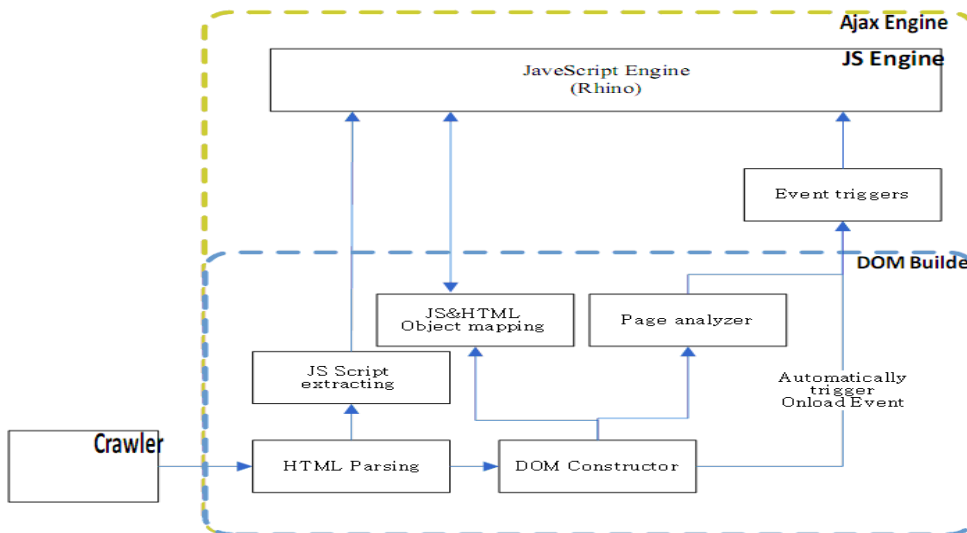 Ajax Engine
JS Engine
JaveScript Engine
(Rhino)
Event triggers
DOM Builde
JS&HTML
Object mapping
Page analyzer
JS Script
extracting
Automatically
trigger
Onload Event
Crawler
HTML Parsing
DOM Constructor